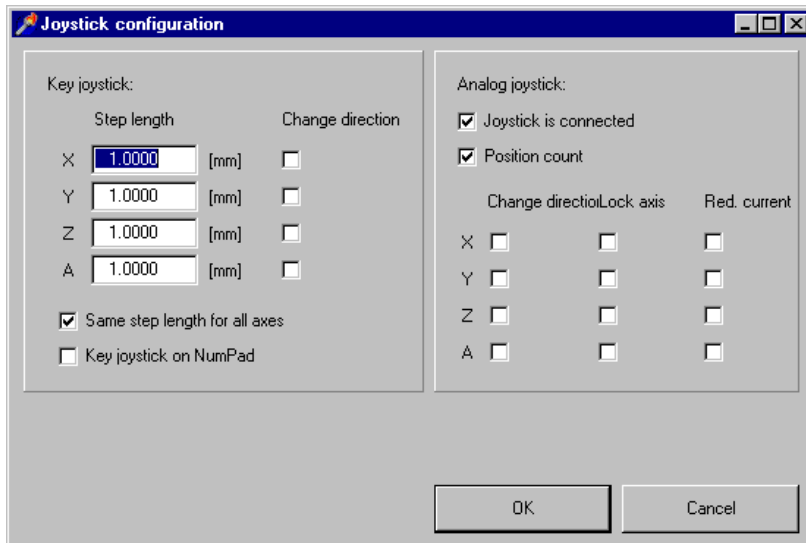 Joystick configuration
Key joystick:
Step length Change direction
X 1.0000 [mm]
Y 1.0000 [mm]
Z 1.0000 [mm]
A 1.0000 [mm]
Same step length for all axes
Key joystick on NumPad
Analog joystick:
Joystick is connected
Position count
Change direction Lock axis Red. current
X
Y
Z
A
OK Cancel